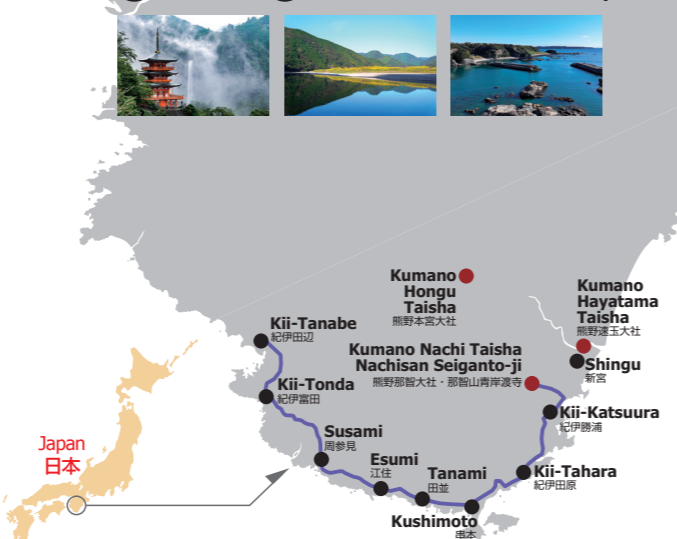 Kumano
Hongu
Taisha
熊野本宮大社
Kumano
Hayatama
Taisha
熊野速玉大社
Kii-Tanabe
紀伊田辺
Kumano Nachi Taisha
Nachisan Seiganto-ji
熊野那智大社・那智山青岸渡寺
Shingu
新宮
Kii-Tonda
紀伊富田
Kii-Katsuura
紀伊勝浦
Susami
周参見
Japan
日本
Esumi
江住
Tanami
田並
Kii-Tahara
紀伊田原
Kushimoto
串本